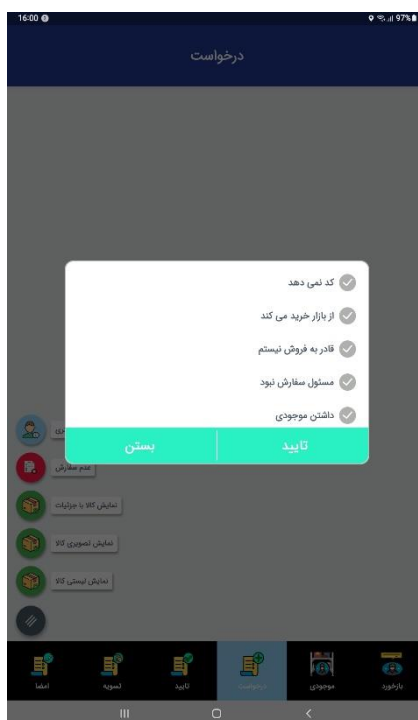 16:00
97%
درخواست
کد نمی دهد
از بازار خرید می کند
قادر به فروش نیستم
مسئول سفارش نبود
داشتن موجودی
تایید
بستن
عدم سفارش
نمایش کالا با جزئیات
نمایش تصویری کالا
نمایش لیستی کالا
بازخورد
موجودی
درخواست
تایید
تسویه
امضا